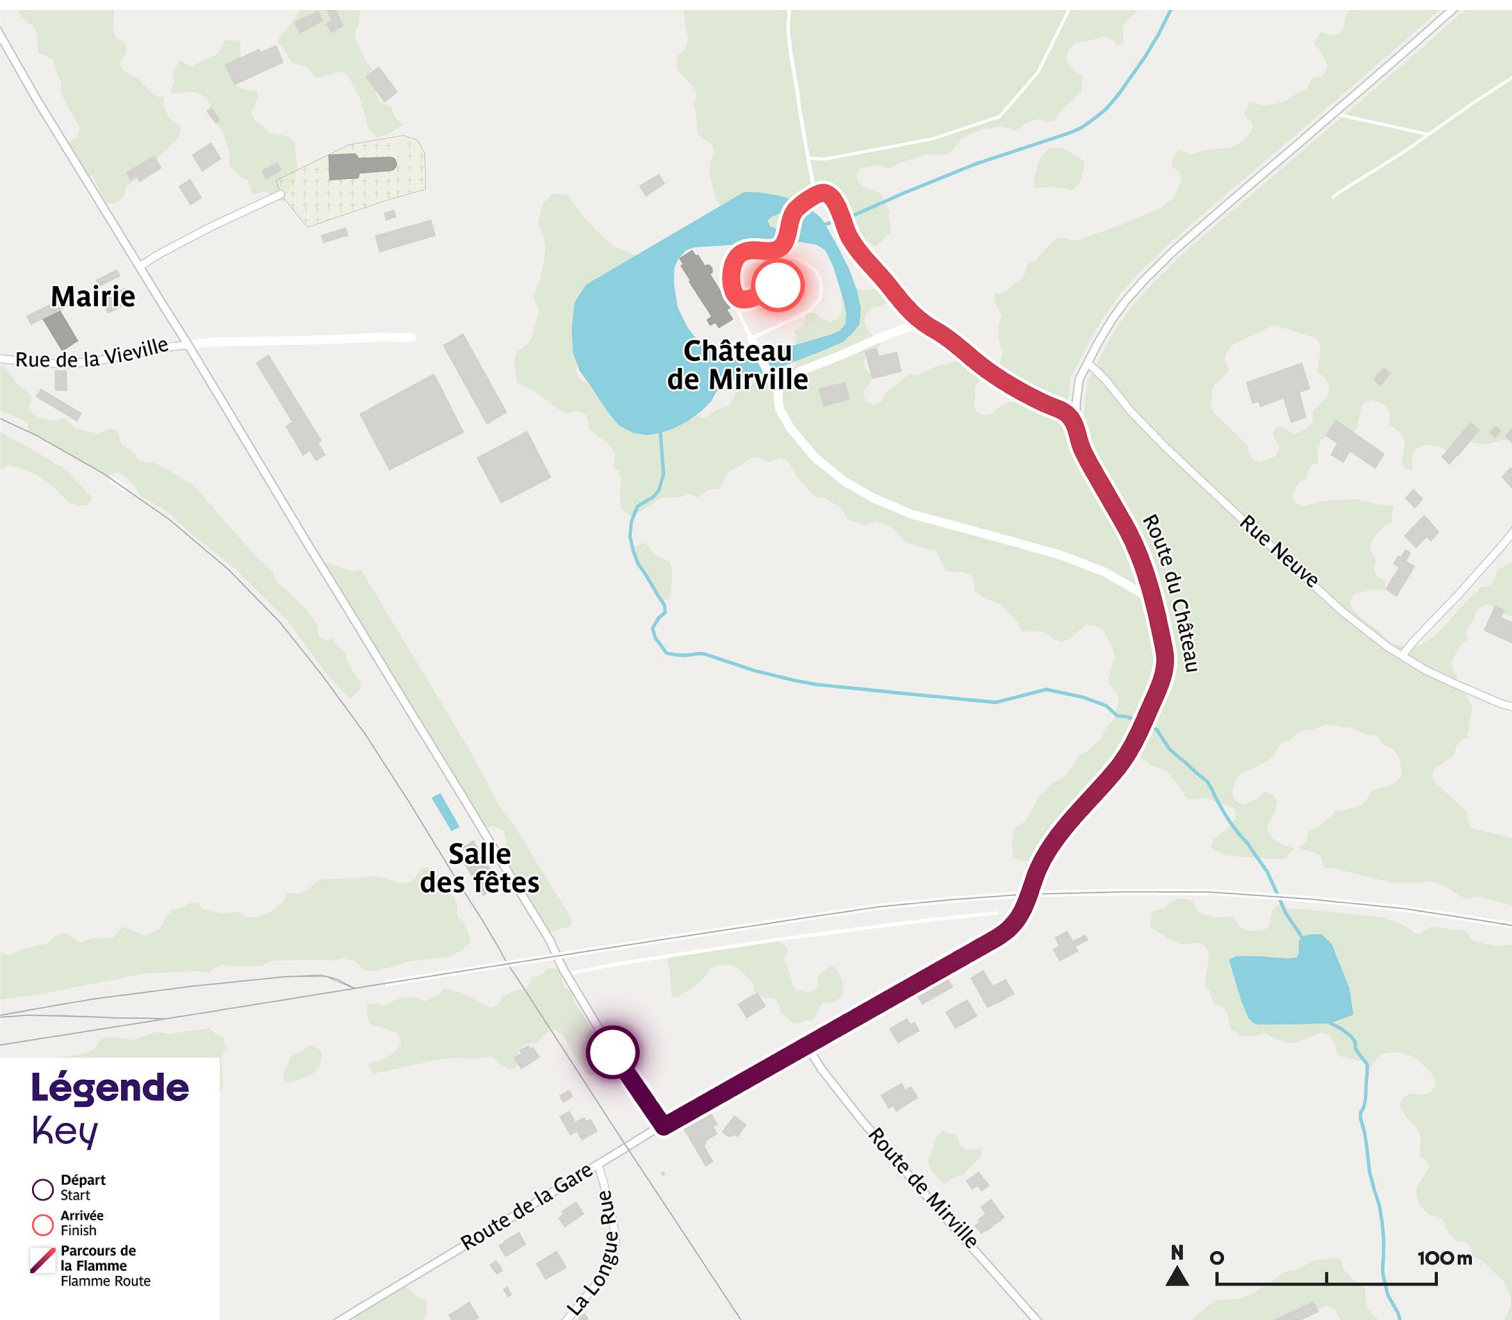 Mairie
Rue de la Vieville
Château
de Mirville
Route du Château
Rue Neuve
Salle
des fêtes
Légende
Key
Départ
Start
Arrivée
Finish
Parcours de
la Flamme
Flamme Route
Route de la Gare
La Longue Rue
Route de Mirville
N
0
100m